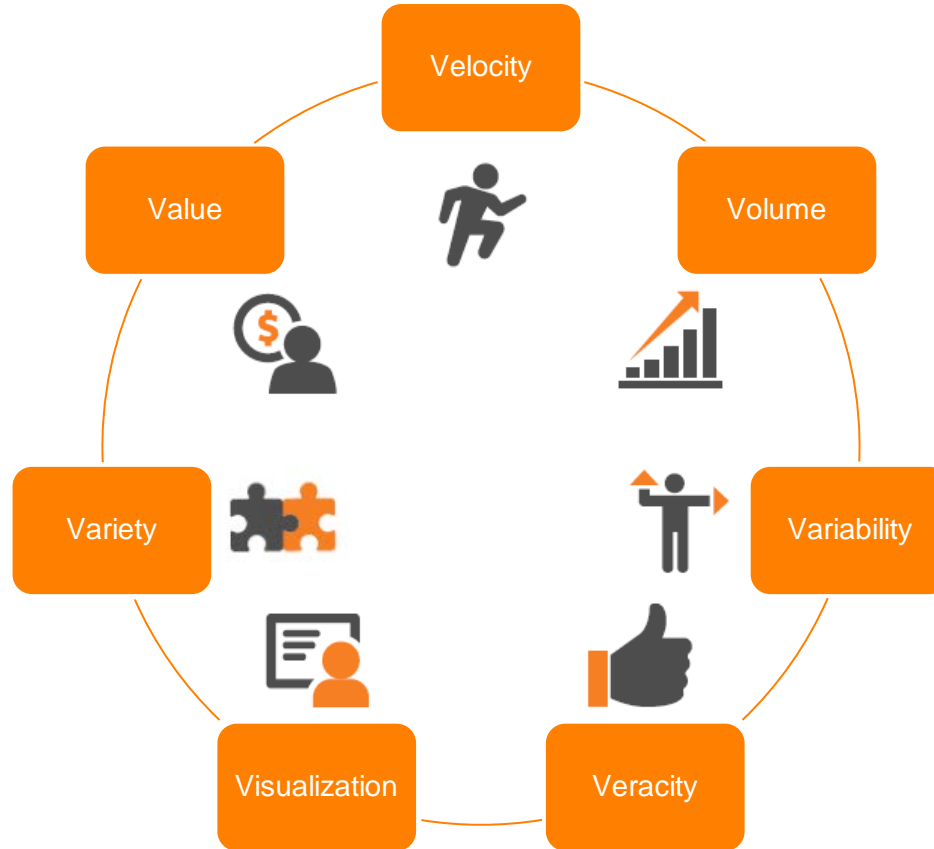 Velocity
Value
Volume
$
Variety
Variability
Visualization
Veracity